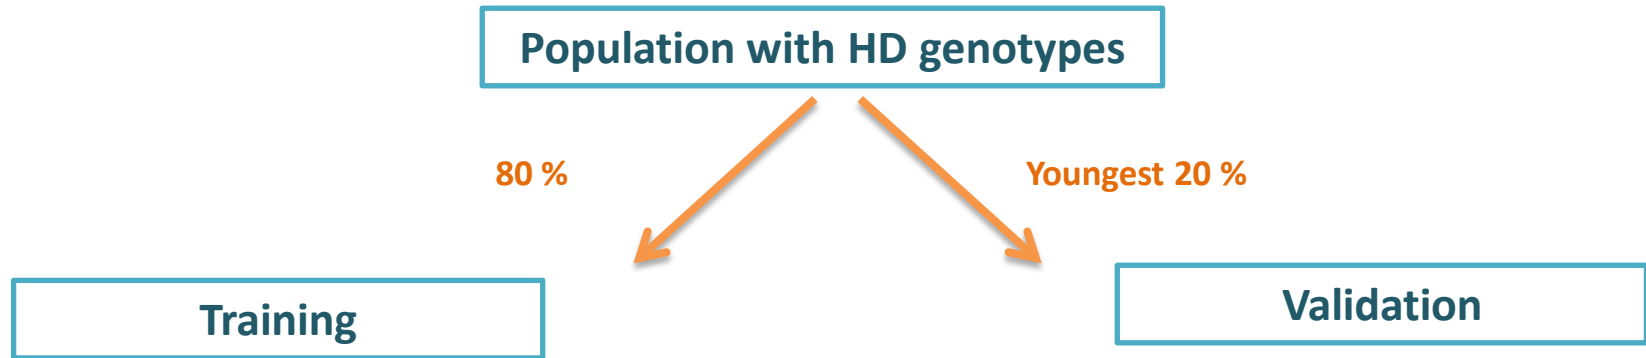 Population with HD genotypes
80 %
Youngest 20 %
Training
Validation